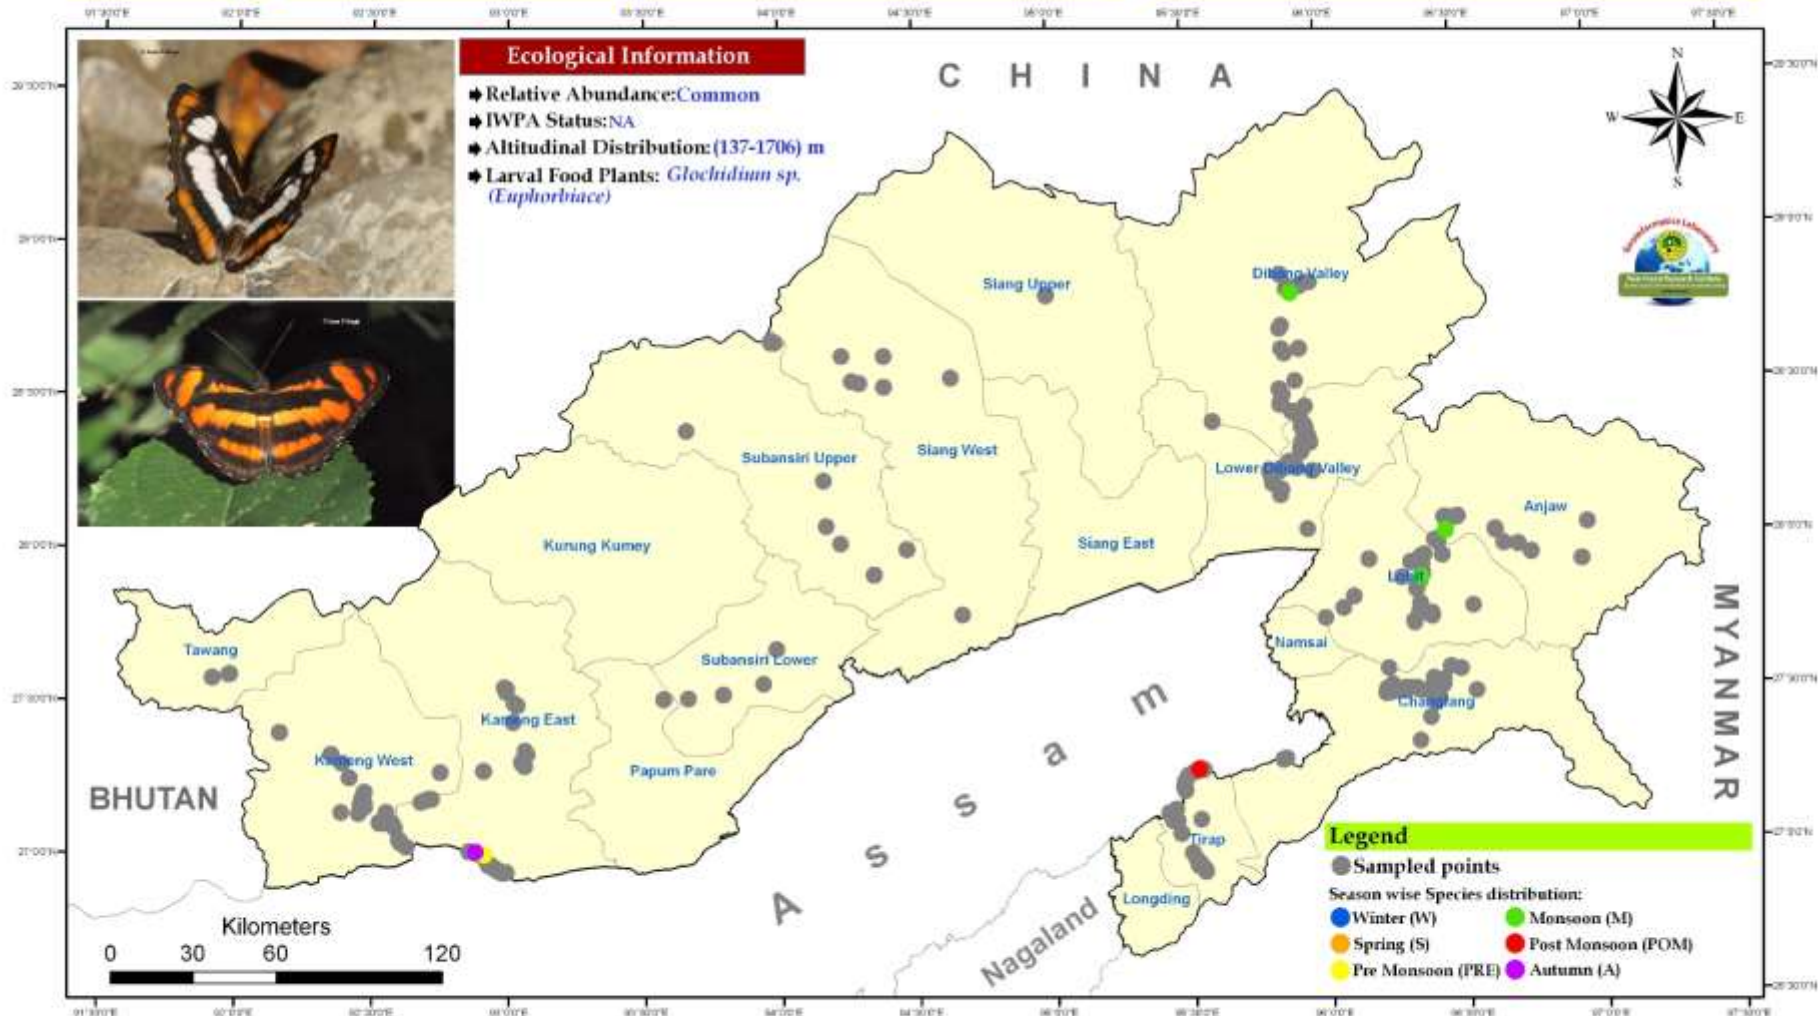 Ecological Information
Relative Abundance:Common
IWPA Status:NA
Altitudinal Distribution:(137-1706) m
Larval Food Plants: Glochidium sp.
(Euphorbiace)
C H I N A
N
W E
S
Siang Upper
Dibang Valley
Subansiri Upper
Siang West
Lower Dibang Valley
Anjaw
Kurung Kumey
Siang East
Lohit
Tawang
Subansiri Lower
Namsai
Changlang
Kameng East
Kameng West
Papum Pare
BHUTAN
MYANMAR
Assam
Tirap
Longding
Nagaland
Kilometers
0 30 60 120
Legend
Sampled points
Season wise Species distribution:
Winter (W)
Monsoon (M)
Spring (S)
Post Monsoon (POM)
Pre Monsoon (PRE)
Autumn (A)